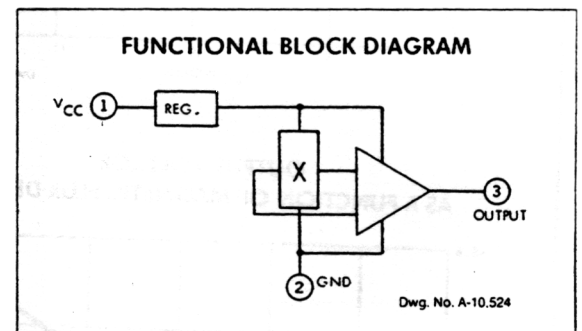 FUNCTIONAL BLOCK DIAGRAM
VCC 1 REG.
X
3
OUTPUT
2 GND
Dwg. No. A-10.524